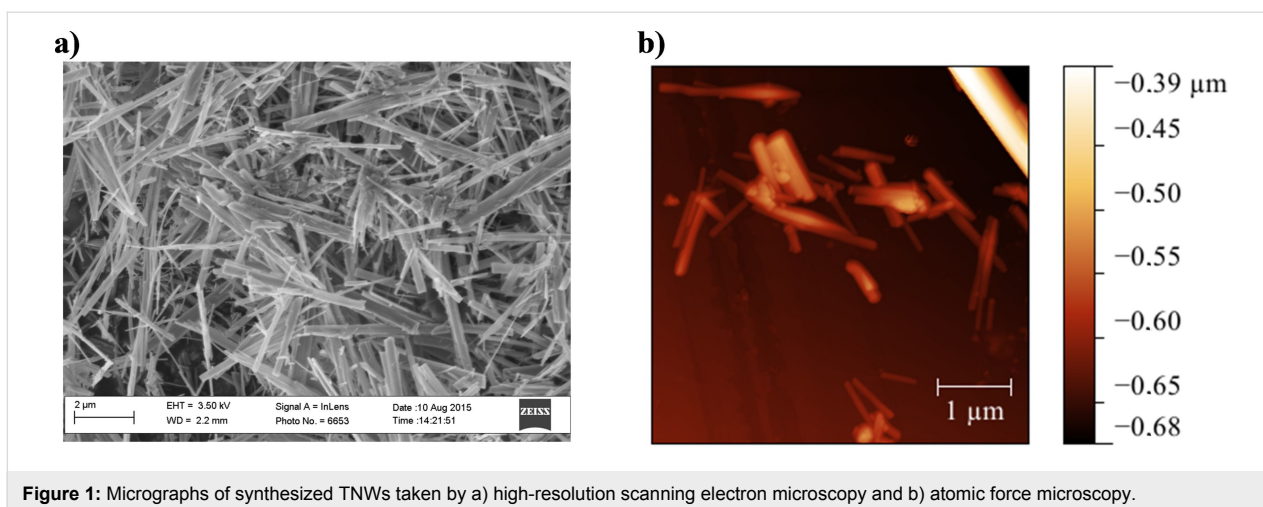 a)
b)
2 µm
EHT = 3.50 kV
Signal A = InLens
Date :10 Aug 2015
ZEISS
WD = 2.2 mm
Photo No. = 6653
Time :14:21:51
1 µm
−0.39 µm
−0.45
−0.50
−0.55
−0.60
−0.65
−0.68
Figure 1: Micrographs of synthesized TNWs taken by a) high-resolution scanning electron microscopy and b) atomic force microscopy.